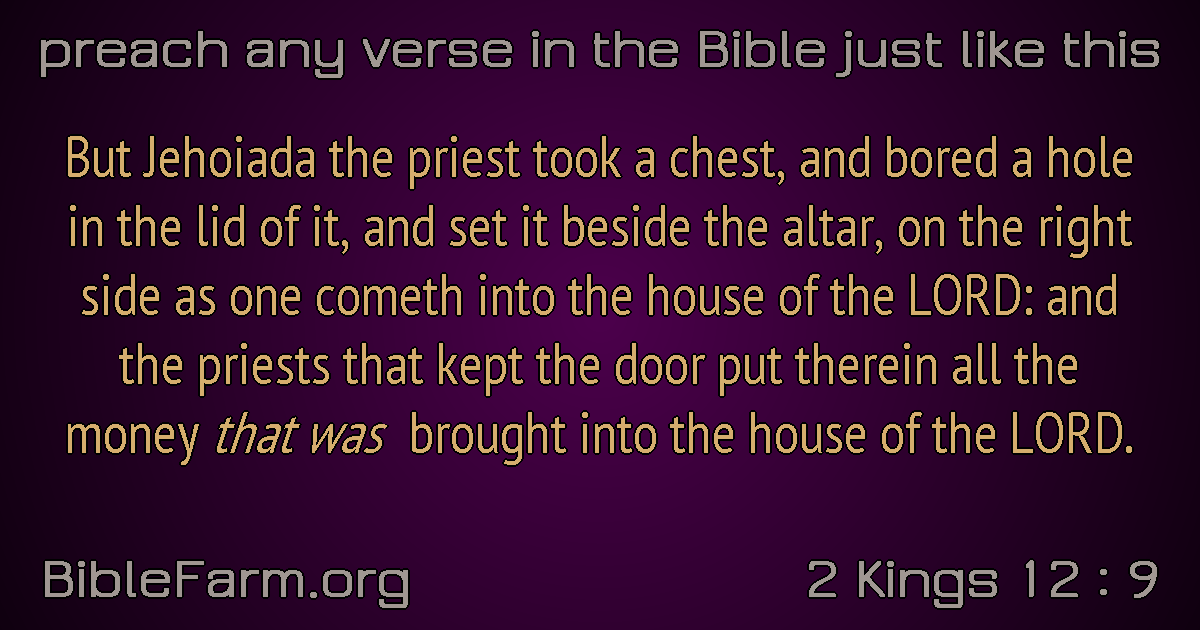 preach any verse in the Bible just like this
But Jehoiada the priest took a chest, and bored a hole
in the lid of it, and set it beside the altar, on the right
side as one cometh into the house of the LORD: and
the priests that kept the door put therein all the
money that was brought into the house of the LORD.
BibleFarm.org
2 Kings 12 : 9